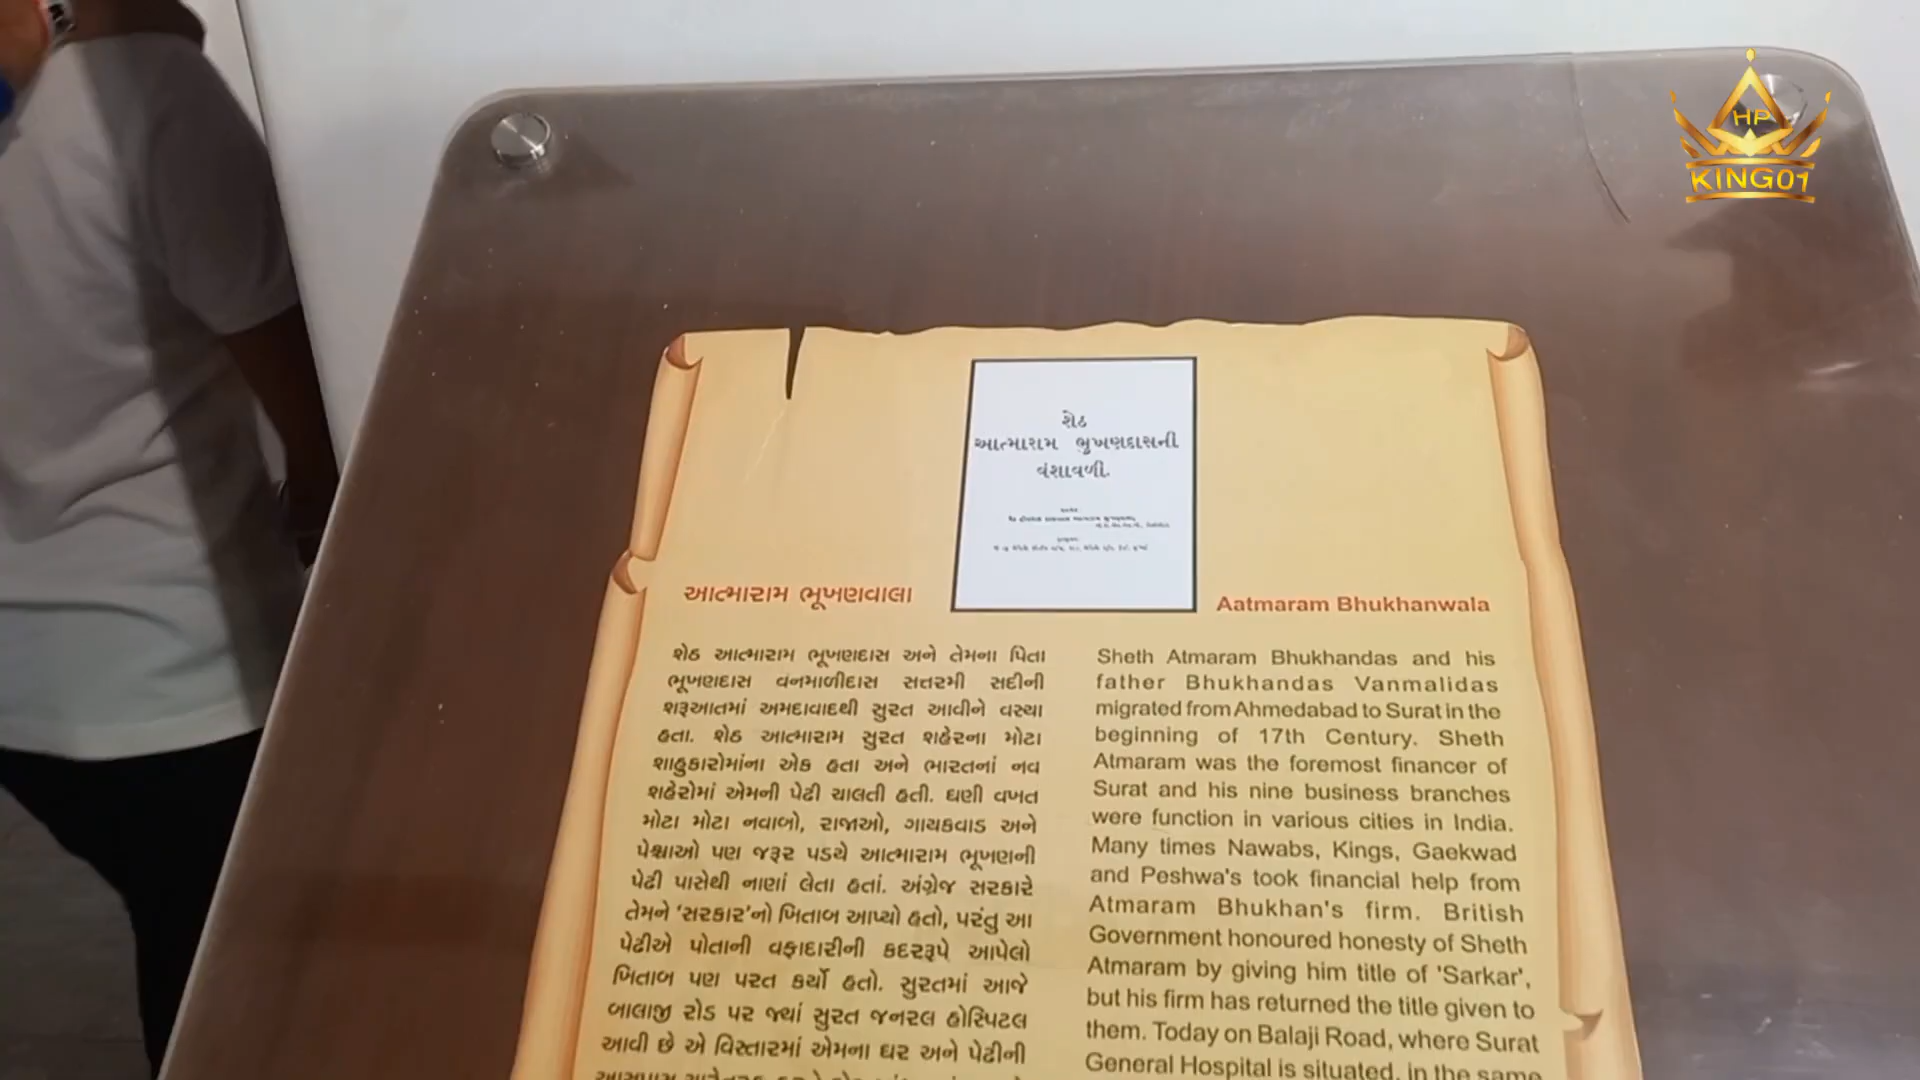 HP
KING01
શેઠ
આત્મારામ ભુખણદાસની
વંશાવળી.
આત્મારામ ભૂખણવાલા
શેઠ આત્મારામ ભૂખણદાસ અને તેમના પિતા
ભૂખણદાસ વનમાળીદાસ સત્તરમી સદીની
શરૂઆતમાં અમદાવાદથી સુરત આવીને વસ્યા
હતા. શેઠ આત્મારામ સુરત શહેરના મોટા
શાહુકારોમાંના એક હતા અને ભારતનાં નવ
શહેરોમાં એમની પેઢી ચાલતી હતી. ઘણી વખત
મોટા મોટા નવાબો, રાજાઓ, ગાયકવાડ અને
પેશ્વાઓ પણ જરૂર પડયે આત્મારામ ભૂખણની
પેઢી પાસેથી નાણાં લેતા હતાં. અંગ્રેજ સરકારે
તેમને ‘સરકાર’નો ખિતાબ આપ્યો હતો, પરંતુ આ
પેઢીએ પોતાની વફાદારીની કદરરૂપે આપેલો
ખિતાબ પણ પરત કર્યો હતો. સુરતમાં આજે
બાલાજી રોડ પર જ્યાં સુરત જનરલ હોસ્પિટલ
આવી છે એ વિસ્તારમાં એમના ઘર અને પેઢીની
Aatmaram Bhukhanwala
Sheth Atmaram Bhukhandas and his
father Bhukhandas Vanmalidas
migrated from Ahmedabad to Surat in the
beginning of 17th Century. Sheth
Atmaram was the foremost financer of
Surat and his nine business branches
were function in various cities in India.
Many times Nawabs, Kings, Gaekwad
and Peshwa's took financial help from
Atmaram Bhukhan's firm. British
Government honoured honesty of Sheth
Atmaram by giving him title of 'Sarkar',
but his firm has returned the title given to
them. Today on Balaji Road, where Surat
General Hospital is situated, in the same